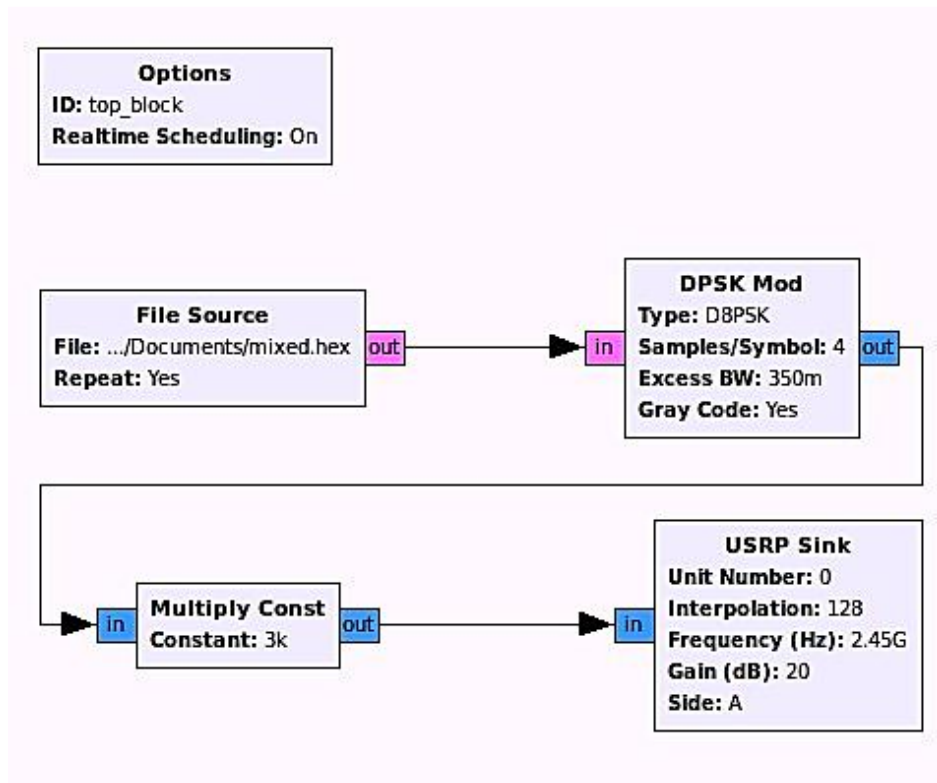 Options
ID: top_block
Realtime Scheduling: On
File Source
File: .../Documents/mixed.hex
Repeat: Yes
out
in
DPSK Mod
Type: D8PSK
Samples/Symbol: 4
Excess BW: 350m
Gray Code: Yes
out
in
Multiply Const
Constant: 3k
out
in
USRP Sink
Unit Number: 0
Interpolation: 128
Frequency (Hz): 2.45G
Gain (dB): 20
Side: A